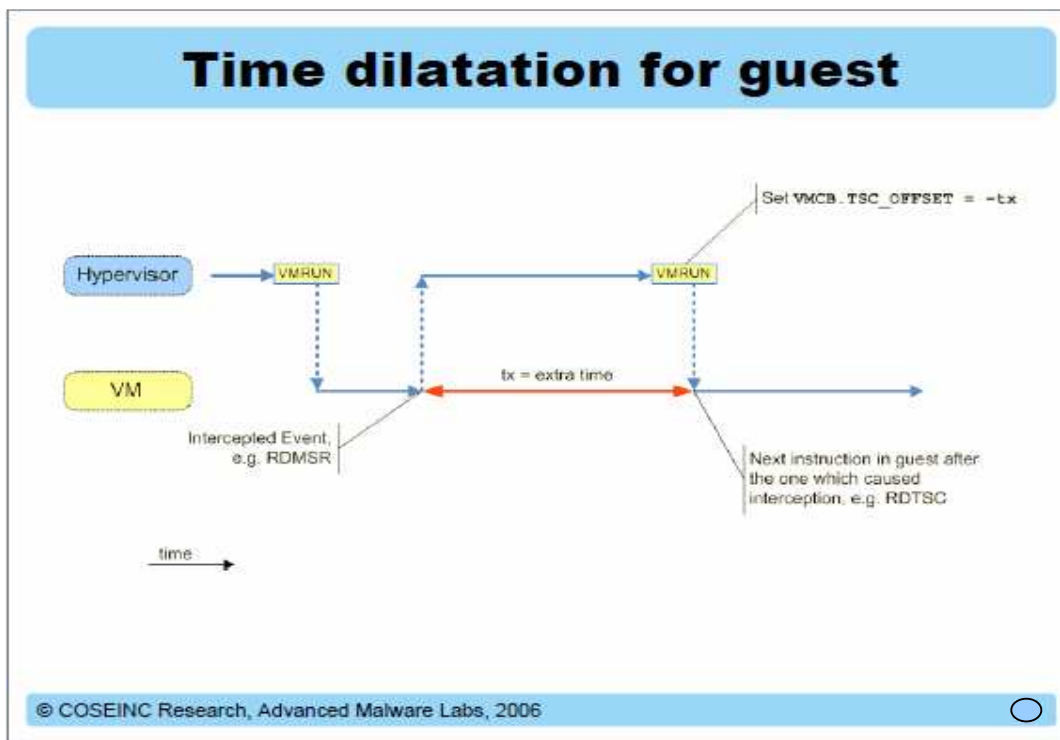 Time dilatation for guest
Set VMCB.TSC_OFFSET = -tx
Hypervisor
VMRUN
VMRUN
tx = extra time
VM
Intercepted Event,
e.g. RDMSR
Next instruction in guest after
the one which caused
interception, e.g. RDTSC
time
© COSEINC Research, Advanced Malware Labs, 2006